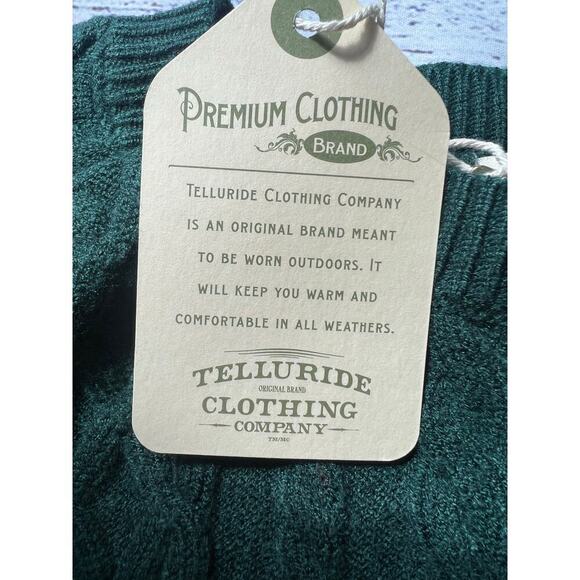 PREMIUM CLOTHING
BRAND
TELLURIDE CLOTHING COMPANY
IS AN ORIGINAL BRAND MEANT
TO BE WORN OUTDOORS. IT
WILL KEEP YOU WARM AND
COMFORTABLE IN ALL WEATHERS.
TELLURIDE
ORIGINAL BRAND
CLOTHING
COMPANY
TM/MC